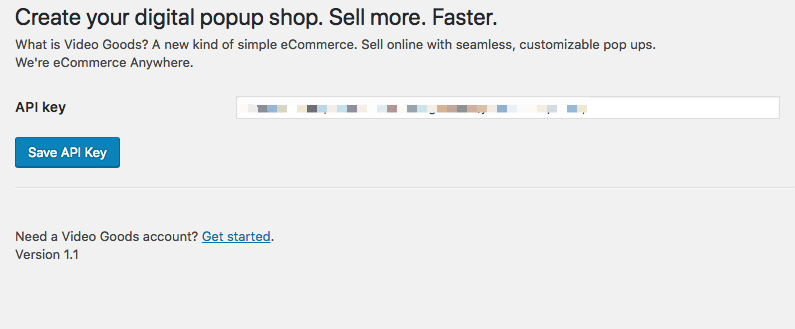 Create your digital popup shop. Sell more. Faster.
What is Video Goods? A new kind of simple eCommerce. Sell online with seamless, customizable pop ups.
We're eCommerce Anywhere.
API key
Save API Key
Need a Video Goods account? Get started.
Version 1.1